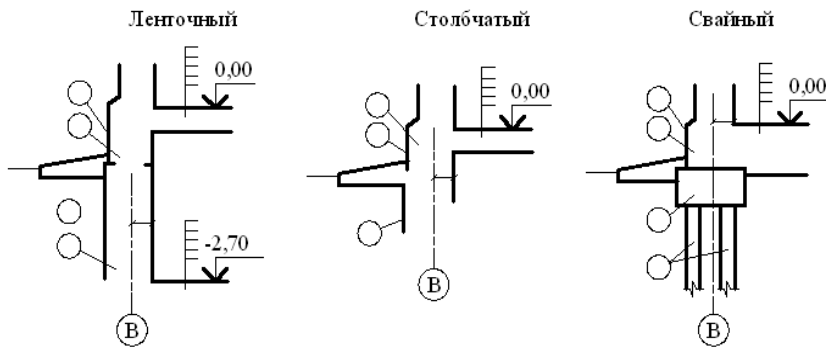 Ленточный
Столбчатый
Свайный
0,00
0,00
0,00
-2,70
В
В
В